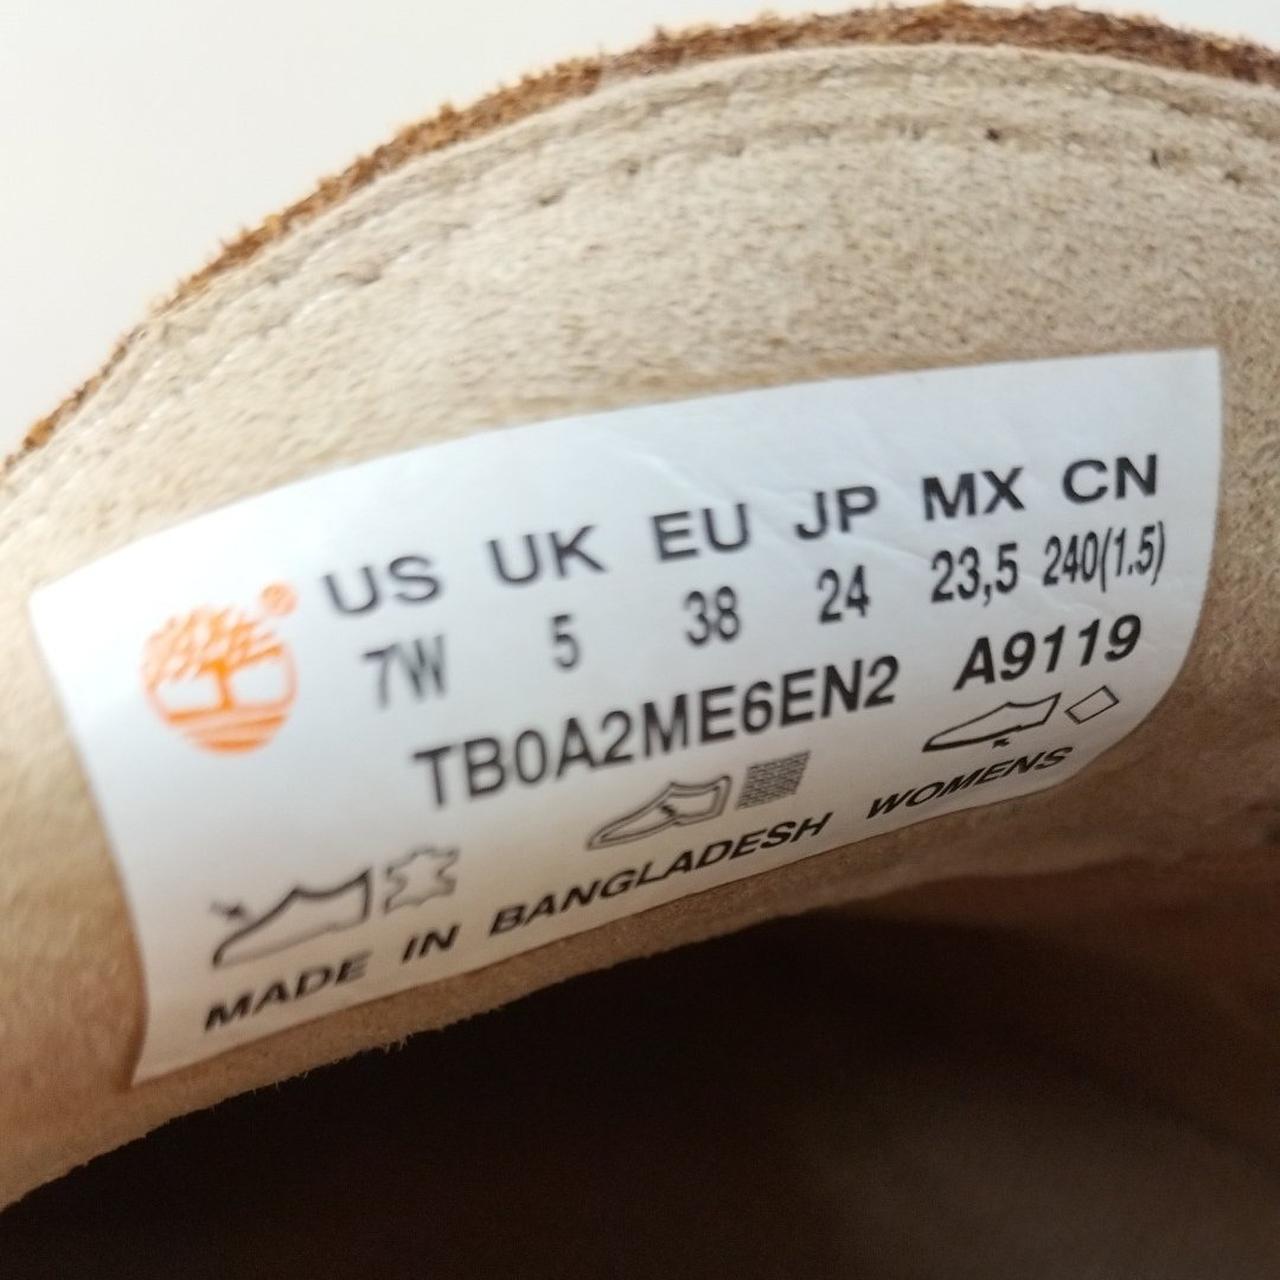 US UK EU JP MX CN
7W 5 38 24 23,5 240(1.5)
TB0A2ME6EN2 A9119
MADE IN BANGLADESH WOMENS